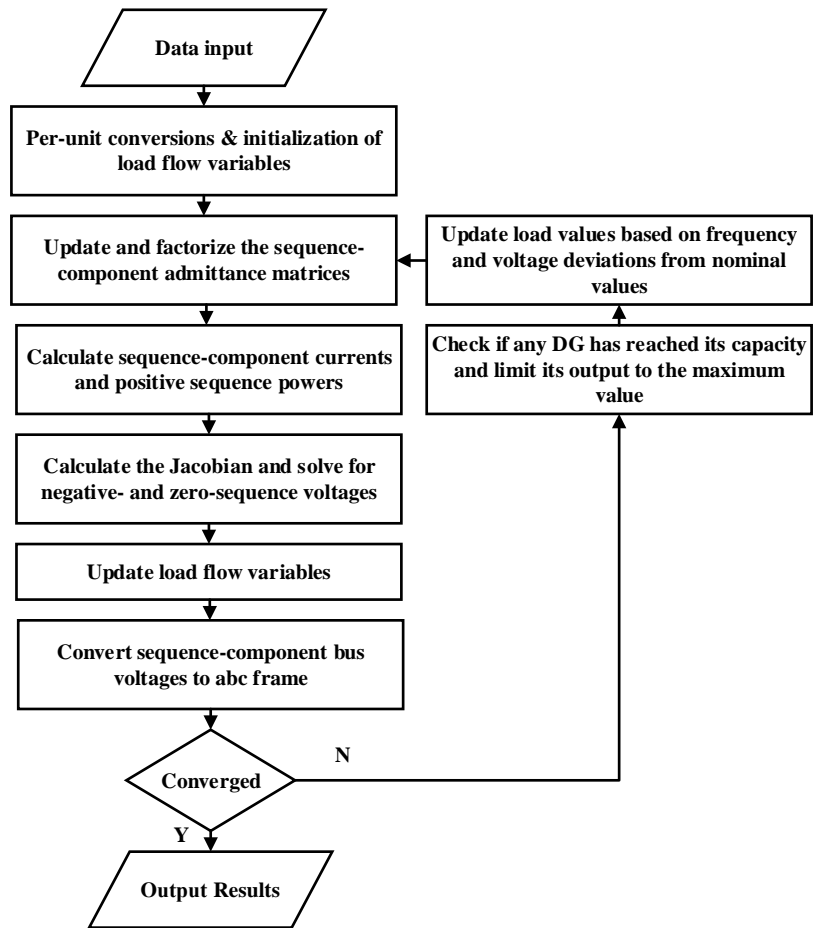 Data input
Per-unit conversions & initialization of
load flow variables
Update and factorize the sequence-
component admittance matrices
Update load values based on frequency
and voltage deviations from nominal
values
Calculate sequence-component currents
and positive sequence powers
Check if any DG has reached its capacity
and limit its output to the maximum
value
Calculate the Jacobian and solve for
negative- and zero-sequence voltages
Update load flow variables
Convert sequence-component bus
voltages to abc frame
Converged
N
Y
Output Results